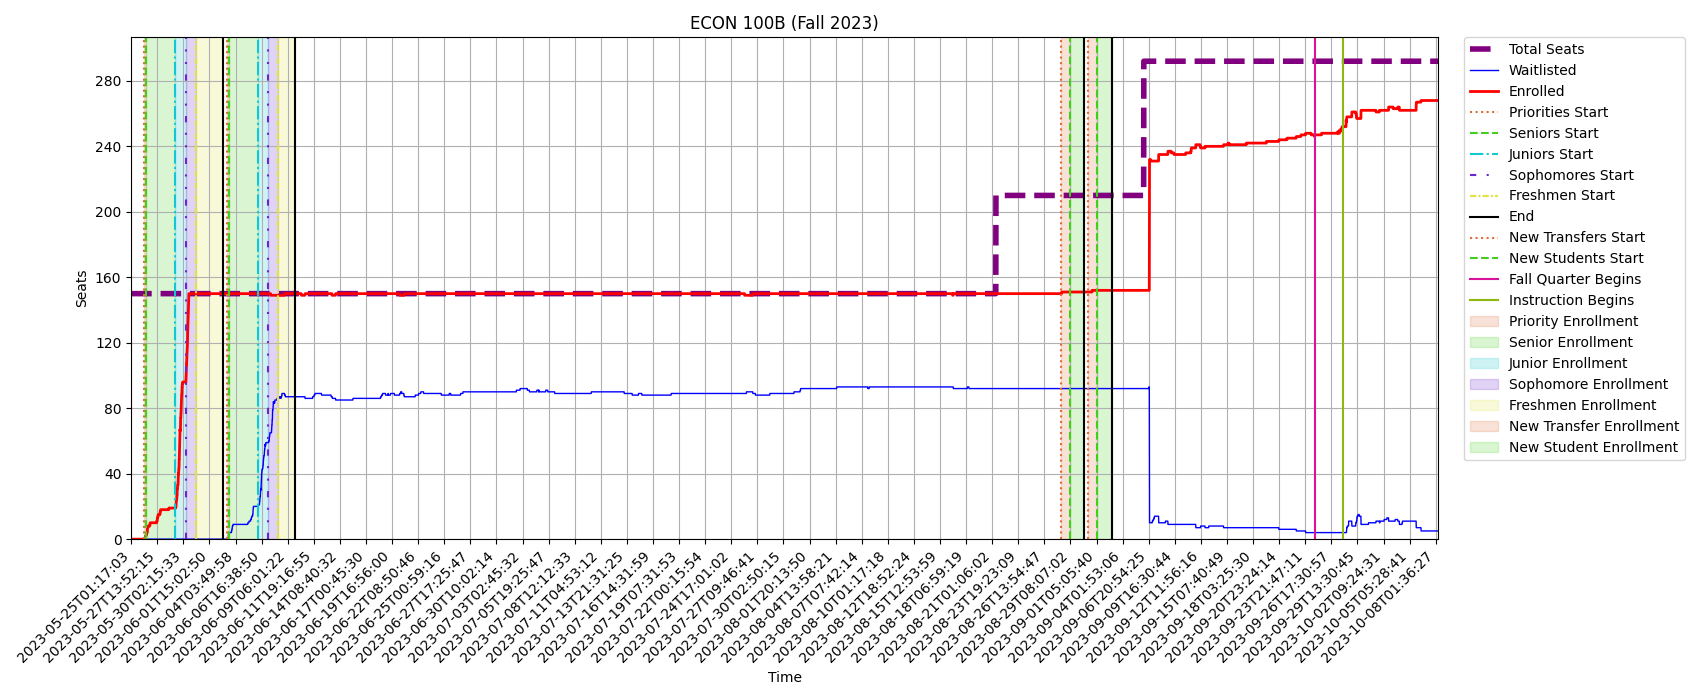 ECON 100B (Fall 2023)
Seats
280
240
200
160
120
80
40
0
2023-05-25T01:17:03
2023-05-27T13:52:15
2023-05-30T02:15:33
2023-06-01T15:02:50
2023-06-04T03:49:58
2023-06-06T16:38:50
2023-06-09T06:01:22
2023-06-11T19:16:55
2023-06-14T08:40:32
2023-06-17T00:45:30
2023-06-19T16:56:00
2023-06-22T08:50:46
2023-06-25T00:59:16
2023-06-27T17:25:47
2023-06-30T10:02:14
2023-07-03T02:45:32
2023-07-05T19:25:47
2023-07-08T12:12:33
2023-07-11T04:53:12
2023-07-13T21:31:25
2023-07-16T14:31:59
2023-07-19T07:31:53
2023-07-22T00:15:54
2023-07-24T17:01:02
2023-07-27T09:46:41
2023-07-30T02:50:15
2023-08-01T20:13:50
2023-08-04T13:58:21
2023-08-07T07:42:14
2023-08-10T01:17:18
2023-08-12T18:52:24
2023-08-15T12:53:59
2023-08-18T06:59:19
2023-08-21T01:06:02
2023-08-23T19:23:09
2023-08-26T13:54:47
2023-08-29T08:07:02
2023-09-01T05:05:40
2023-09-04T01:53:06
2023-09-06T20:54:25
2023-09-09T16:30:44
2023-09-12T11:56:16
2023-09-15T07:40:49
2023-09-18T03:25:30
2023-09-20T23:24:14
2023-09-23T21:47:11
2023-09-26T17:30:57
2023-09-29T13:30:45
2023-10-02T09:24:31
2023-10-05T05:28:41
2023-10-08T01:36:27
Time
Total Seats
Waitlisted
Enrolled
Priorities Start
Seniors Start
Juniors Start
Sophomores Start
Freshmen Start
End
New Transfers Start
New Students Start
Fall Quarter Begins
Instruction Begins
Priority Enrollment
Senior Enrollment
Junior Enrollment
Sophomore Enrollment
Freshmen Enrollment
New Transfer Enrollment
New Student Enrollment